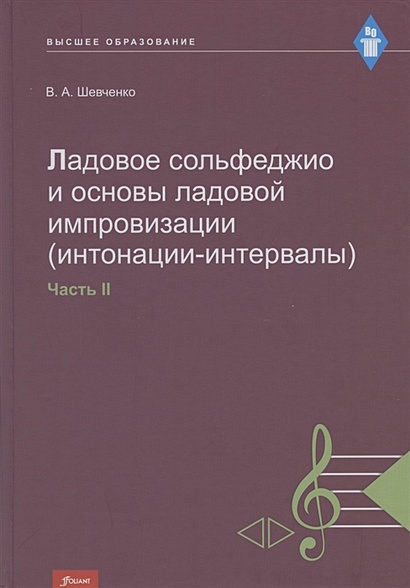 ВЫСШЕЕ ОБРАЗОВАНИЕ
ВО
В. А. Шевченко
Ладовое сольфеджио
и основы ладовой
импровизации
(интонации-интервалы)
Часть II
FOLIANT